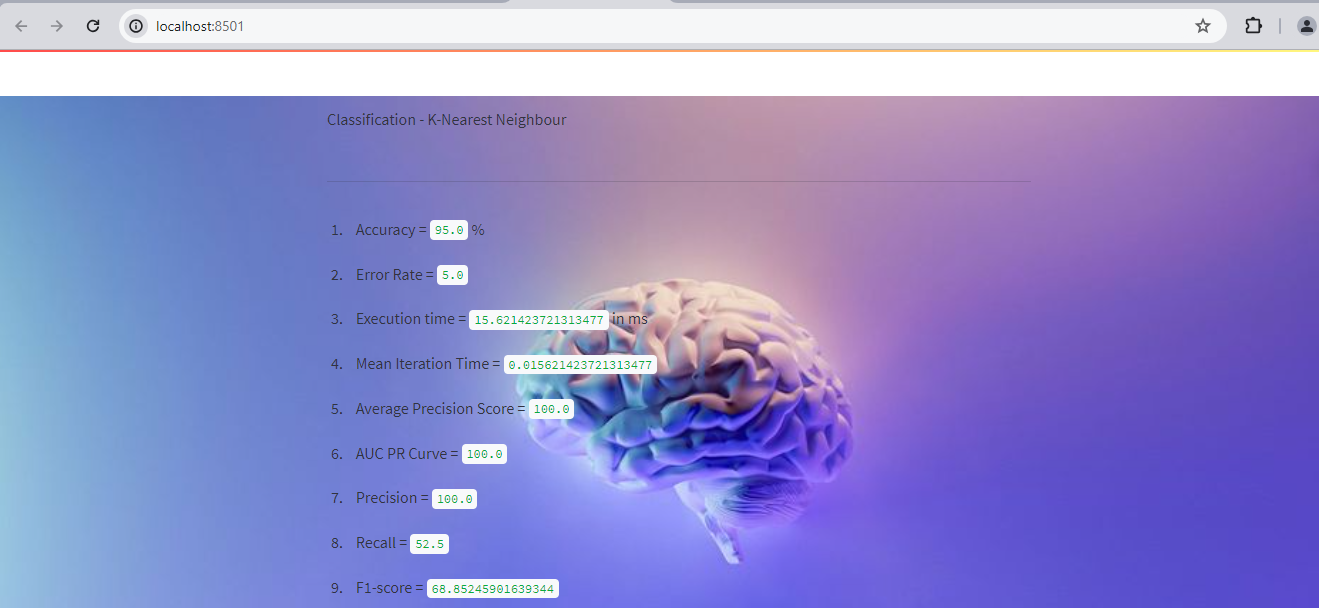 localhost:8501
Classification - K-Nearest Neighbour
1. Accuracy = 95.0 %
2. Error Rate = 5.0
3. Execution time = 15.621423721313477 in ms
4. Mean Iteration Time = 0.015621423721313477
5. Average Precision Score = 100.0
6. AUC PR Curve = 100.0
7. Precision = 100.0
8. Recall = 52.5
9. F1-score = 68.85245901639344